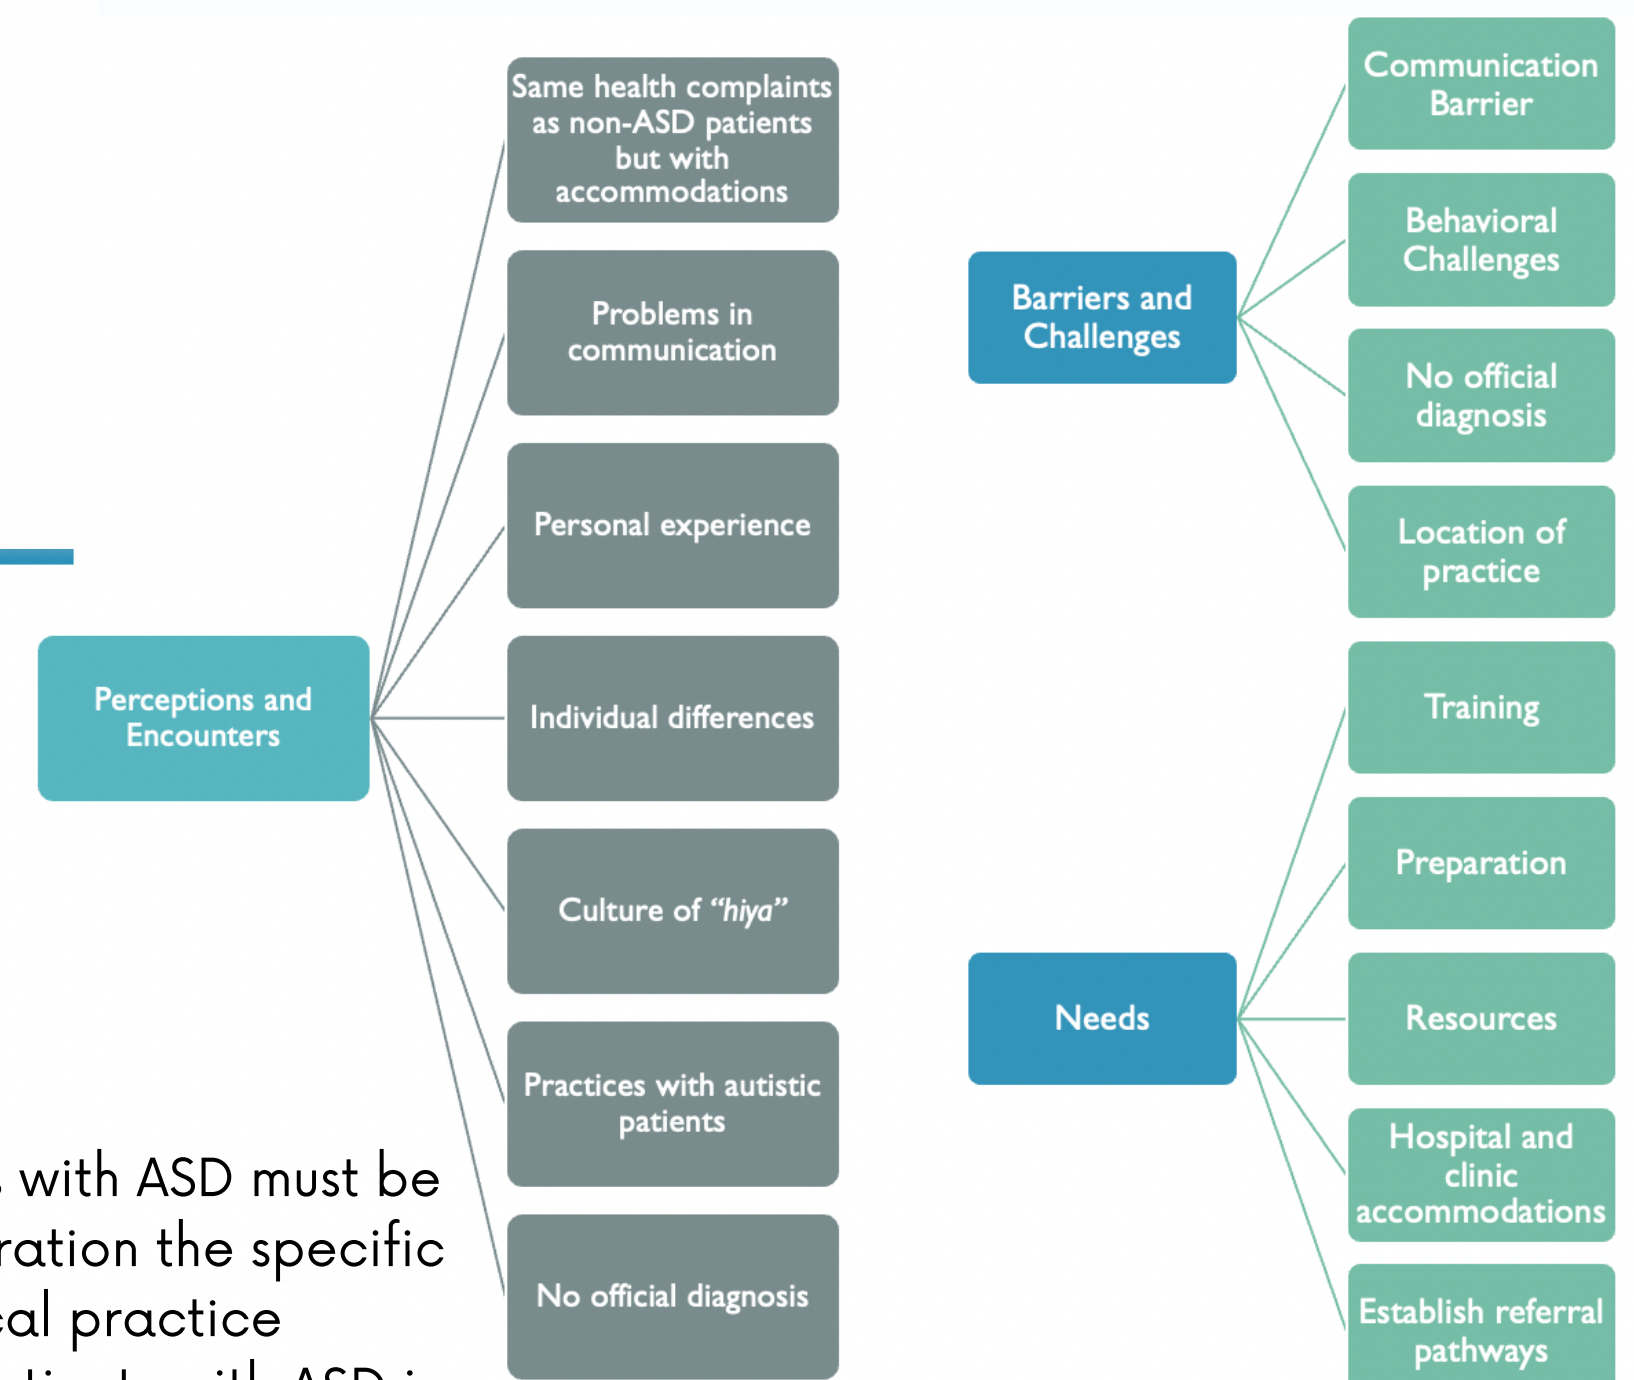 Perceptions and
Encounters
Same health complaints
as non-ASD patients
but with
accommodations
Problems in
communication
Personal experience
Individual differences
Culture of “hiya”
Practices with autistic
patients
No official diagnosis
with ASD must be
the specific
practice
with ASD
Barriers and
Challenges
Communication
Barrier
Behavioral
Challenges
No official
diagnosis
Location of
practice
Needs
Training
Preparation
Resources
Hospital and
clinic
accommodations
Establish referral
pathways